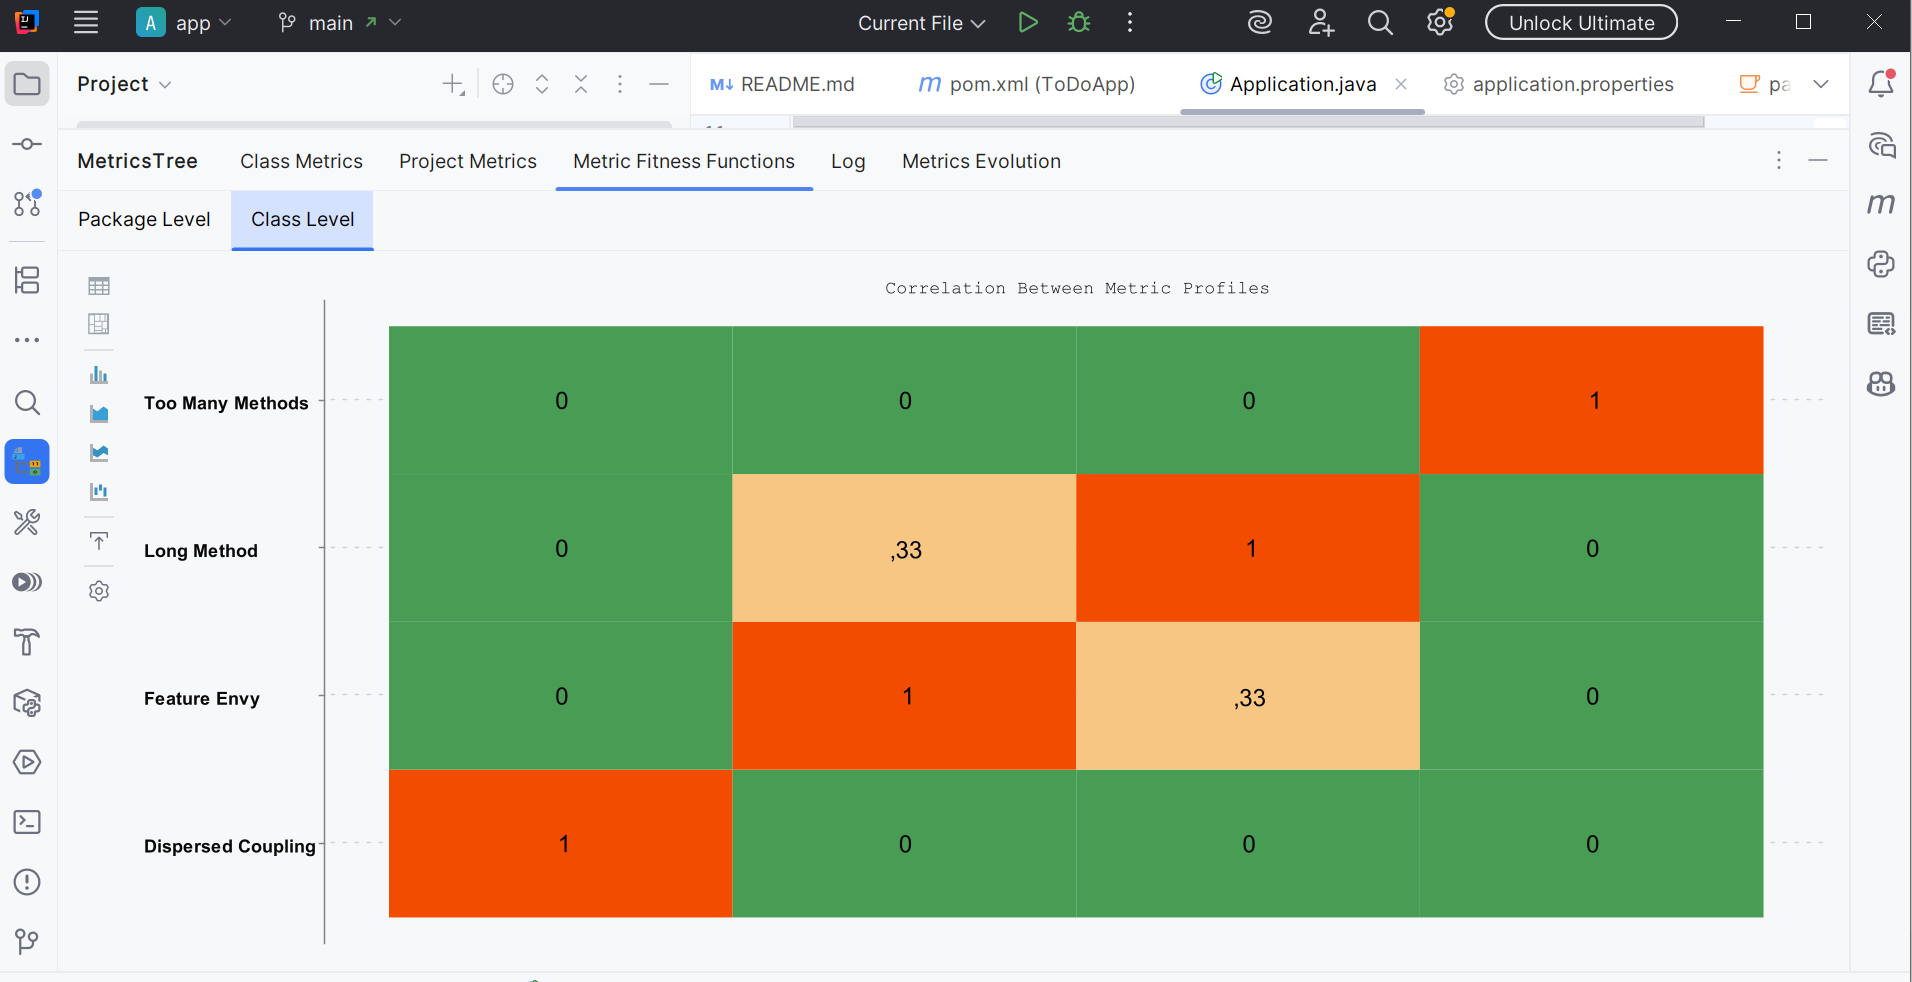 A app main Current File Unlock Ultimate
Project README.md pom.xml (ToDoApp) Application.java application.properties pa
MetricsTree Class Metrics Project Metrics Metric Fitness Functions Log Metrics Evolution
Package Level Class Level
Correlation Between Metric Profiles
Too Many Methods 0 0 0 1
Long Method 0 ,33 1 0
Feature Envy 0 1 ,33 0
Dispersed Coupling 1 0 0 0